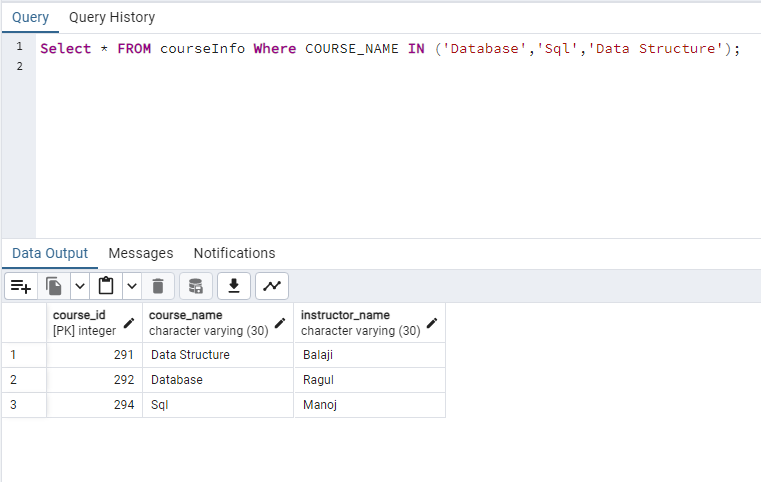 Query Query History
1 Select * FROM courseInfo Where COURSE_NAME IN ('Database','Sql','Data Structure');
2
Data Output Messages Notifications
course_id course_name instructor_name
[PK] integer character varying (30) character varying (30)
1 291 Data Structure Balaji
2 292 Database Ragul
3 294 Sql Manoj